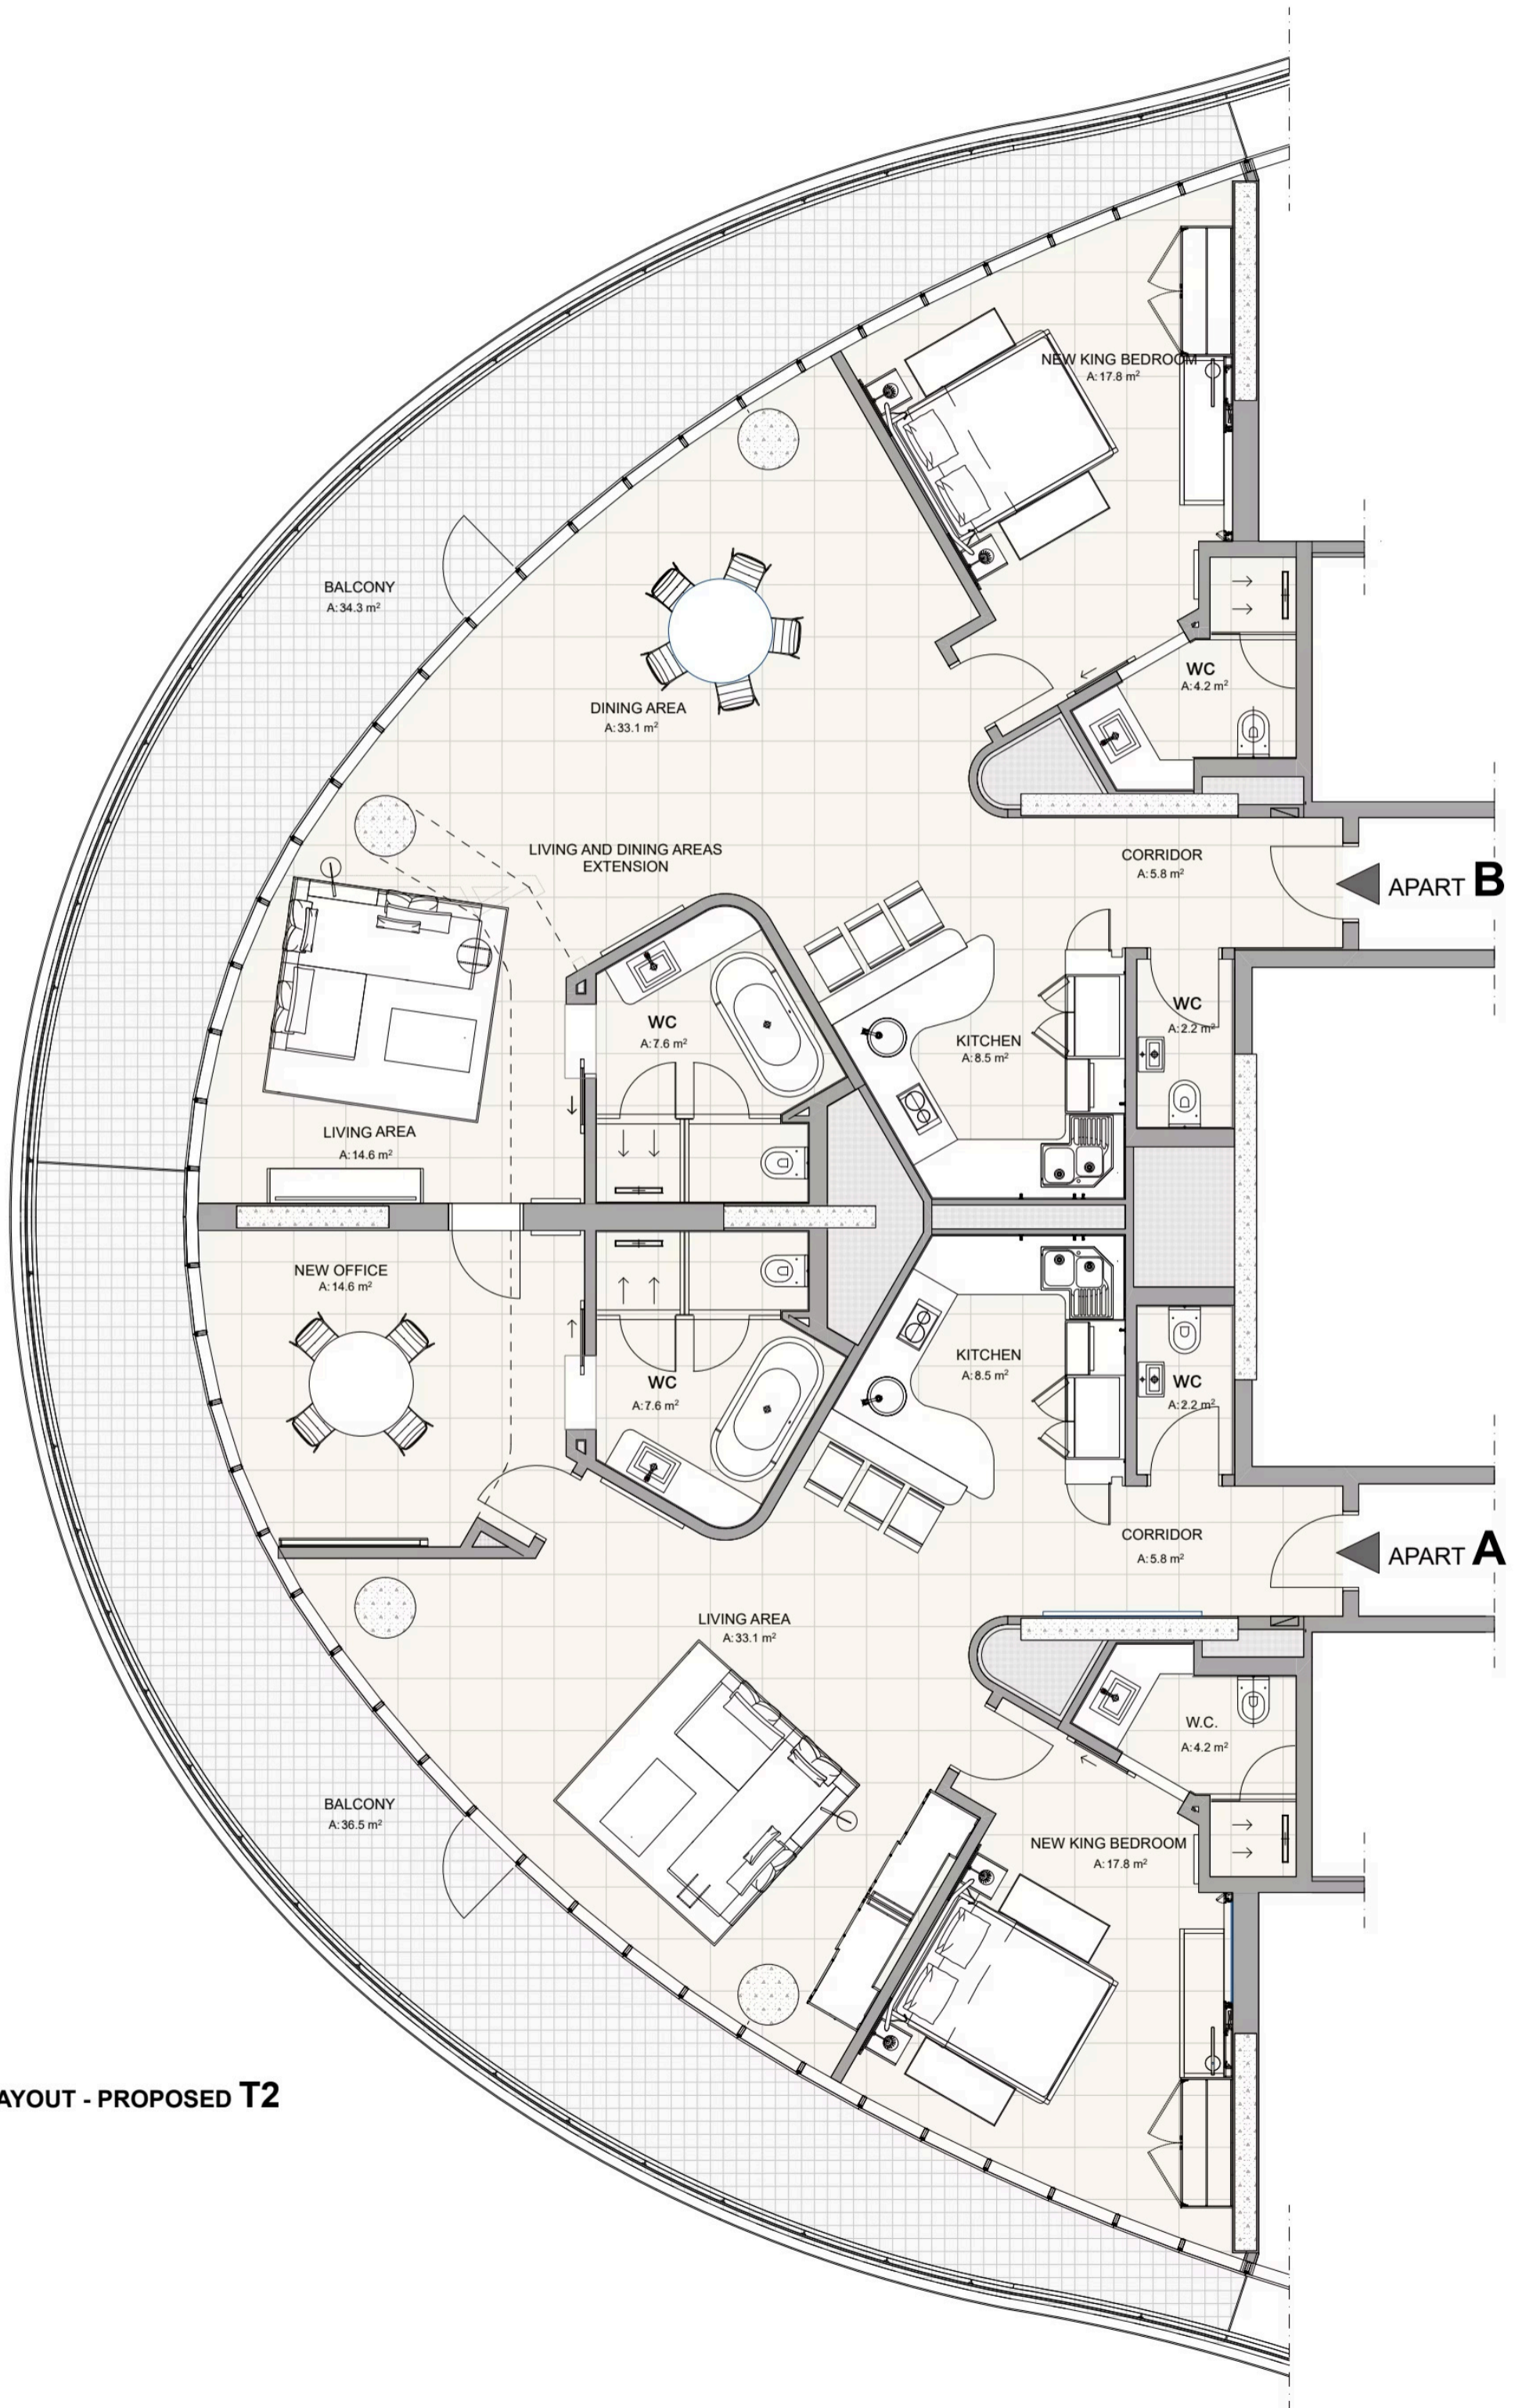 NEW KING BEDROOM
A:17.8 m²
BALCONY
A:34.3 m²
WC
A:4.2 m²
DINING AREA
A:33.1 m²
LIVING AND DINING AREAS
EXTENSION
CORRIDOR
A:5.8 m²
APART B
WC
A:7.6 m²
KITCHEN
A:8.5 m²
WC
A:2.2 m²
LIVING AREA
A:14.6 m²
NEW OFFICE
A:14.6 m²
WC
A:7.6 m²
KITCHEN
A:8.5 m²
WC
A:2.2 m²
CORRIDOR
A:5.8 m²
APART A
LIVING AREA
A:33.1 m²
W.C.
A:4.2 m²
BALCONY
A:36.5 m²
NEW KING BEDROOM
A:17.8 m²
AYOUT - PROPOSED T2